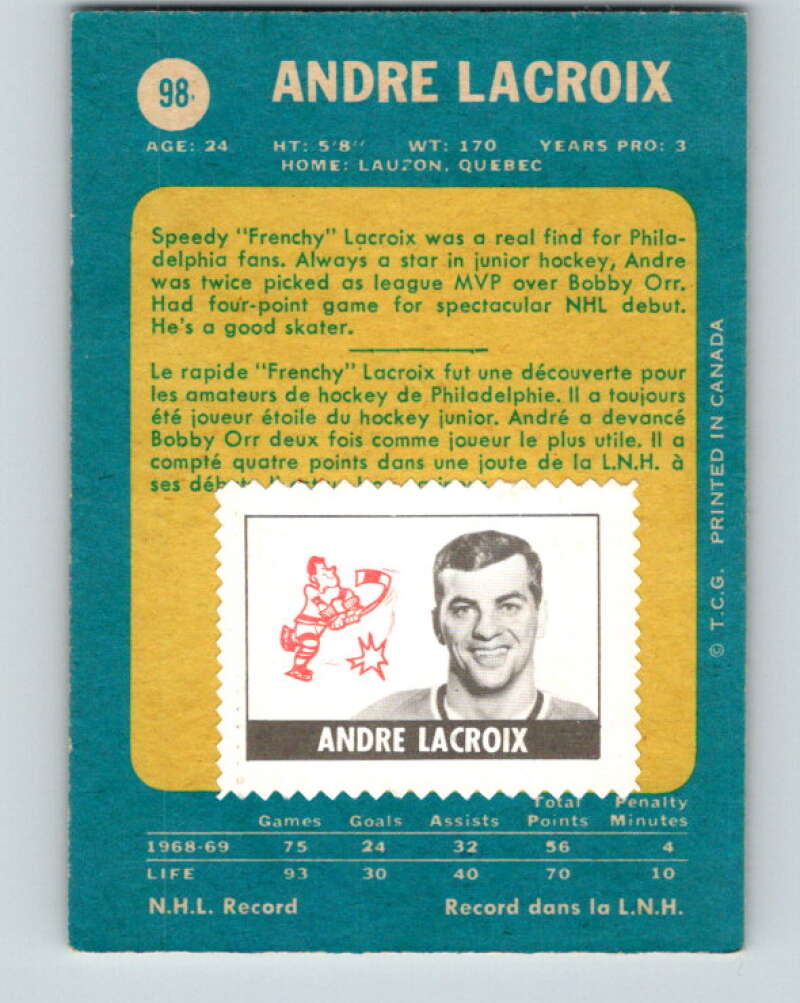 98
ANDRE LACROIX
AGE: 24 HT: 5'8" WT: 170 YEARS PRO: 3
HOME: LAUZON, QUEBEC
Speedy "Frenchy" Lacroix was a real find for Phila-
delphia fans. Always a star in junior hockey, Andre
was twice picked as league MVP over Bobby Orr.
Had four-point game for spectacular NHL debut.
He's a good skater.
Le rapide "Frenchy" Lacroix fut une découverte pour
les amateurs de hockey de Philadelphie. Il a toujours
été joueur étoile du hockey junior. André a devancé
Bobby Orr deux fois comme joueur le plus utile. Il a
compté quatre points dans une joute de la L.N.H. à
ses
© T.C.G. PRINTED IN CANADA
ANDRE LACROIX
Total Penalty
Games Goals Assists Points Minutes
1968-69 75 24 32 56 4
LIFE 93 30 40 70 10
N.H.L. Record Record dans la L.N.H.